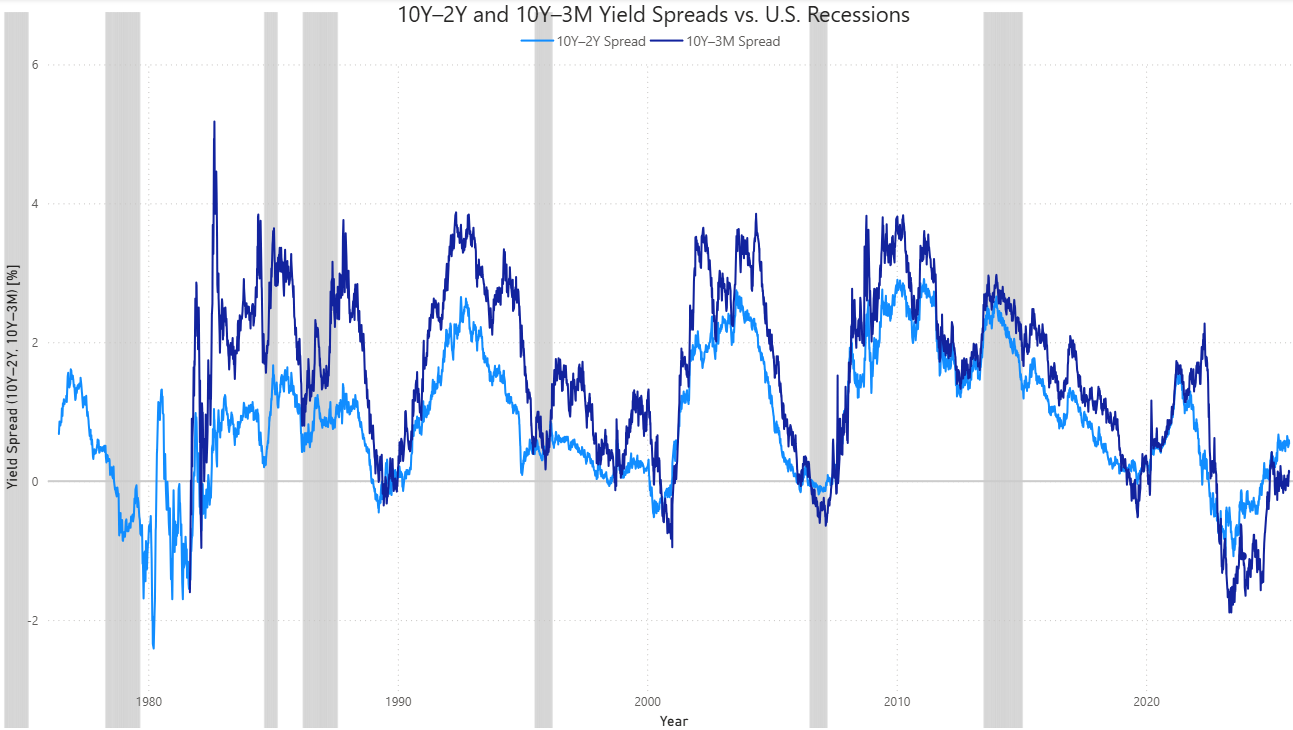 10Y–2Y and 10Y–3M Yield Spreads vs. U.S. Recessions
10Y–2Y Spread 10Y–3M Spread
Yield Spread (10Y–2Y, 10Y–3M) [%]
6
4
2
0
-2
1980 1990 2000 2010 2020
Year